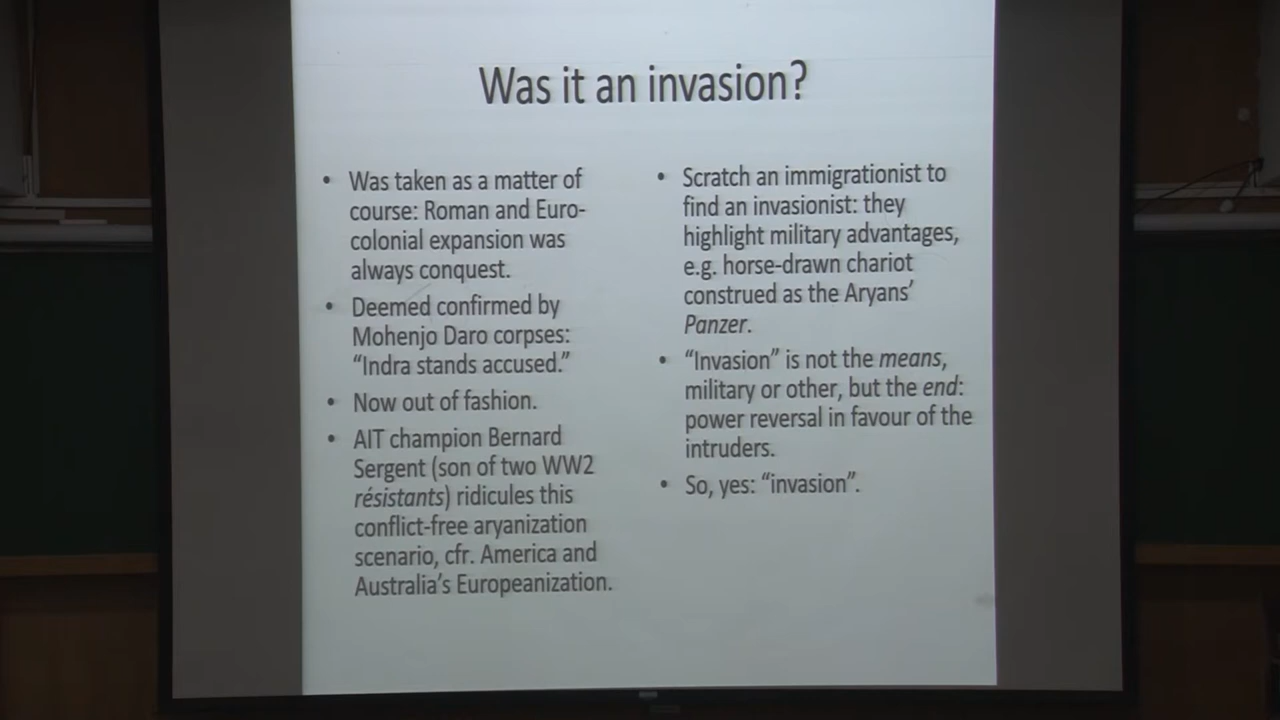 Was it an invasion?
• Was taken as a matter of
course: Roman and Euro-
colonial expansion was
always conquest.
• Deemed confirmed by
Mohenjo Daro corpses:
“Indra stands accused.”
• Now out of fashion.
• AIT champion Bernard
Sergent (son of two WW2
résistants) ridicules this
conflict-free aryanization
scenario, cfr. America and
Australia’s Europeanization.
• Scratch an immigrationist to
find an invasionist: they
highlight military advantages,
e.g. horse-drawn chariot
construed as the Aryans’
Panzer.
• “Invasion” is not the means,
military or other, but the end:
power reversal in favour of the
intruders.
• So, yes: “invasion”.